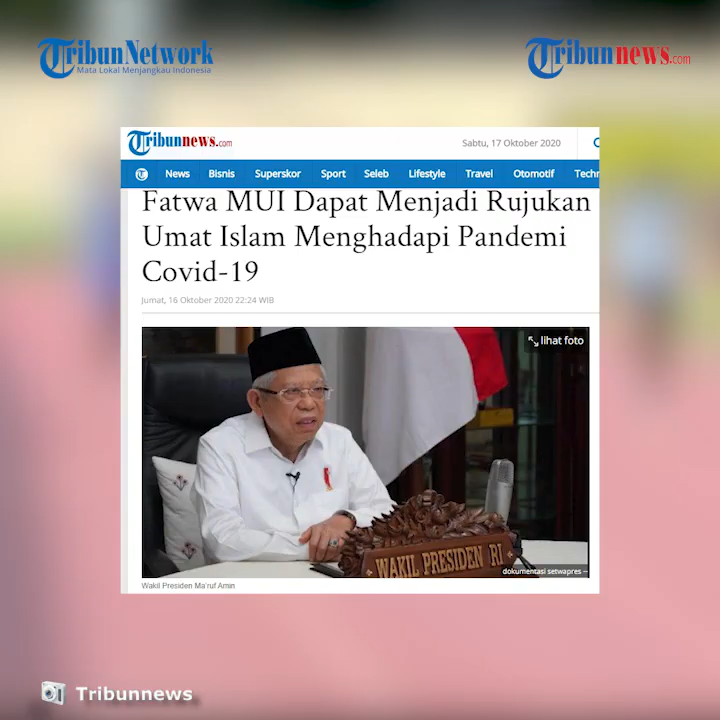 TribunNetwork
Mata Lokal Menjangkau Indonesia
Tribunnews.com
Tribunnews.com
Sabtu, 17 Oktober 2020
News Bisnis Superskor Sport Seleb Lifestyle Travel Otomotif Techn
Fatwa MUI Dapat Menjadi Rujukan
Umat Islam Menghadapi Pandemi
Covid-19
Jumat, 16 Oktober 2020 22:24 WIB
lihat foto
WAKIL PRESIDEN RI
dokumentasi setwapres --
Wakil Presiden Ma'ruf Amin
Tribunnews